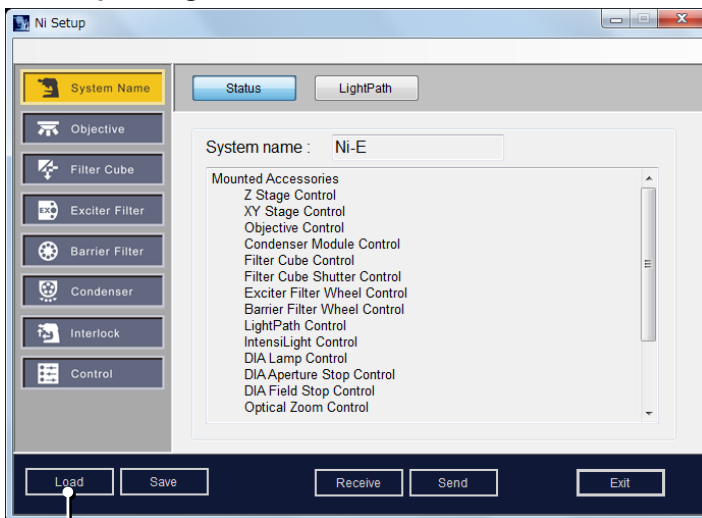 Ni Setup
System Name
Objective
Filter Cube
EXC Exciter Filter
Barrier Filter
Condenser
Interlock
Control
Status LightPath
System name : Ni-E
Mounted Accessories
Z Stage Control
XY Stage Control
Objective Control
Condenser Module Control
Filter Cube Control
Filter Cube Shutter Control
Exciter Filter Wheel Control
Barrier Filter Wheel Control
LightPath Control
IntensiLight Control
DIA Lamp Control
DIA Aperture Stop Control
DIA Field Stop Control
Optical Zoom Control
Load Save Receive Send Exit